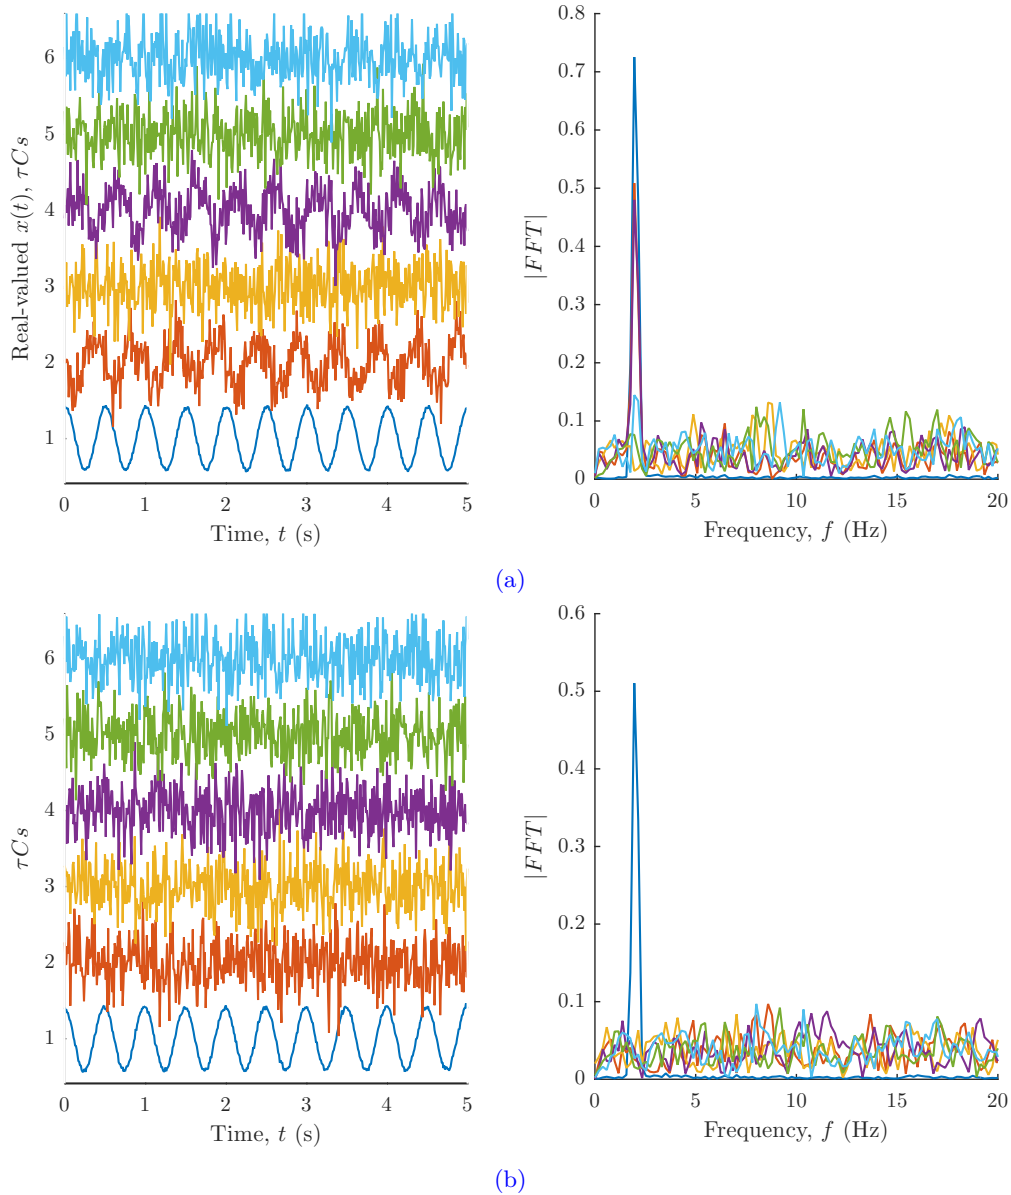 Real-valued x(t), τCs
6
5
4
3
2
1
0 1 2 3 4 5
Time, t (s)
|FFT|
0.8
0.7
0.6
0.5
0.4
0.3
0.2
0.1
0
0 5 10 15 20
Frequency, f (Hz)
(a)
τCs
6
5
4
3
2
1
0 1 2 3 4 5
Time, t (s)
|FFT|
0.6
0.5
0.4
0.3
0.2
0.1
0
0 5 10 15 20
Frequency, f (Hz)
(b)